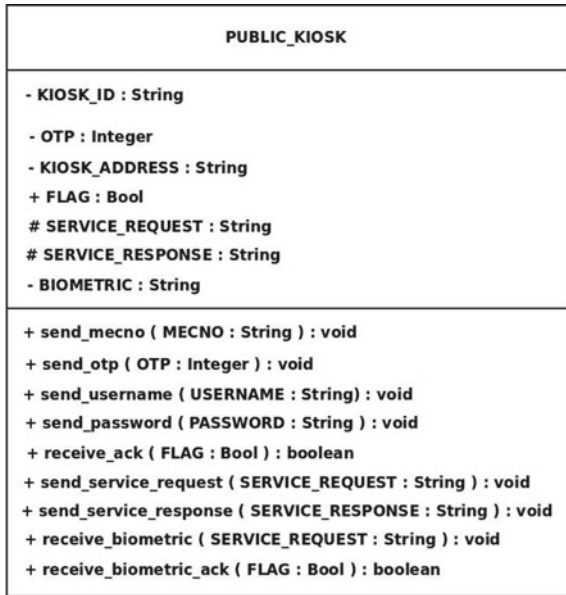 PUBLIC_KIOSK
- KIOSK_ID : String
- OTP : Integer
- KIOSK_ADDRESS : String
+ FLAG : Bool
# SERVICE_REQUEST : String
# SERVICE_RESPONSE : String
- BIOMETRIC : String
+ send_mecno ( MECNO : String ) : void
+ send_otp ( OTP : Integer ) : void
+ send_username ( USERNAME : String) : void
+ send_password ( PASSWORD : String ) : void
+ receive_ack ( FLAG : Bool ) : boolean
+ send_service_request ( SERVICE_REQUEST : String ) : void
+ send_service_response ( SERVICE_RESPONSE : String ) : void
+ receive_biometric ( SERVICE_REQUEST : String ) : void
+ receive_biometric_ack ( FLAG : Bool ) : boolean